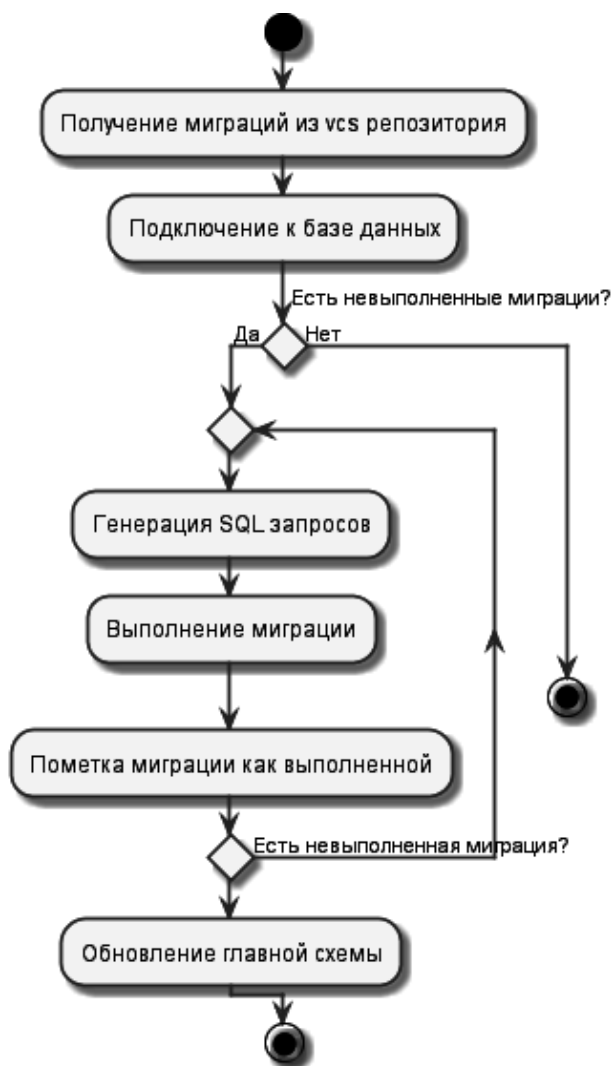 Получение миграций из vcs репозитория
Подключение к базе данных
Есть невыполненные миграции?
Да
Нет
Генерация SQL запросов
Выполнение миграции
Пометка миграции как выполненной
Есть невыполненная миграция?
Обновление главной схемы